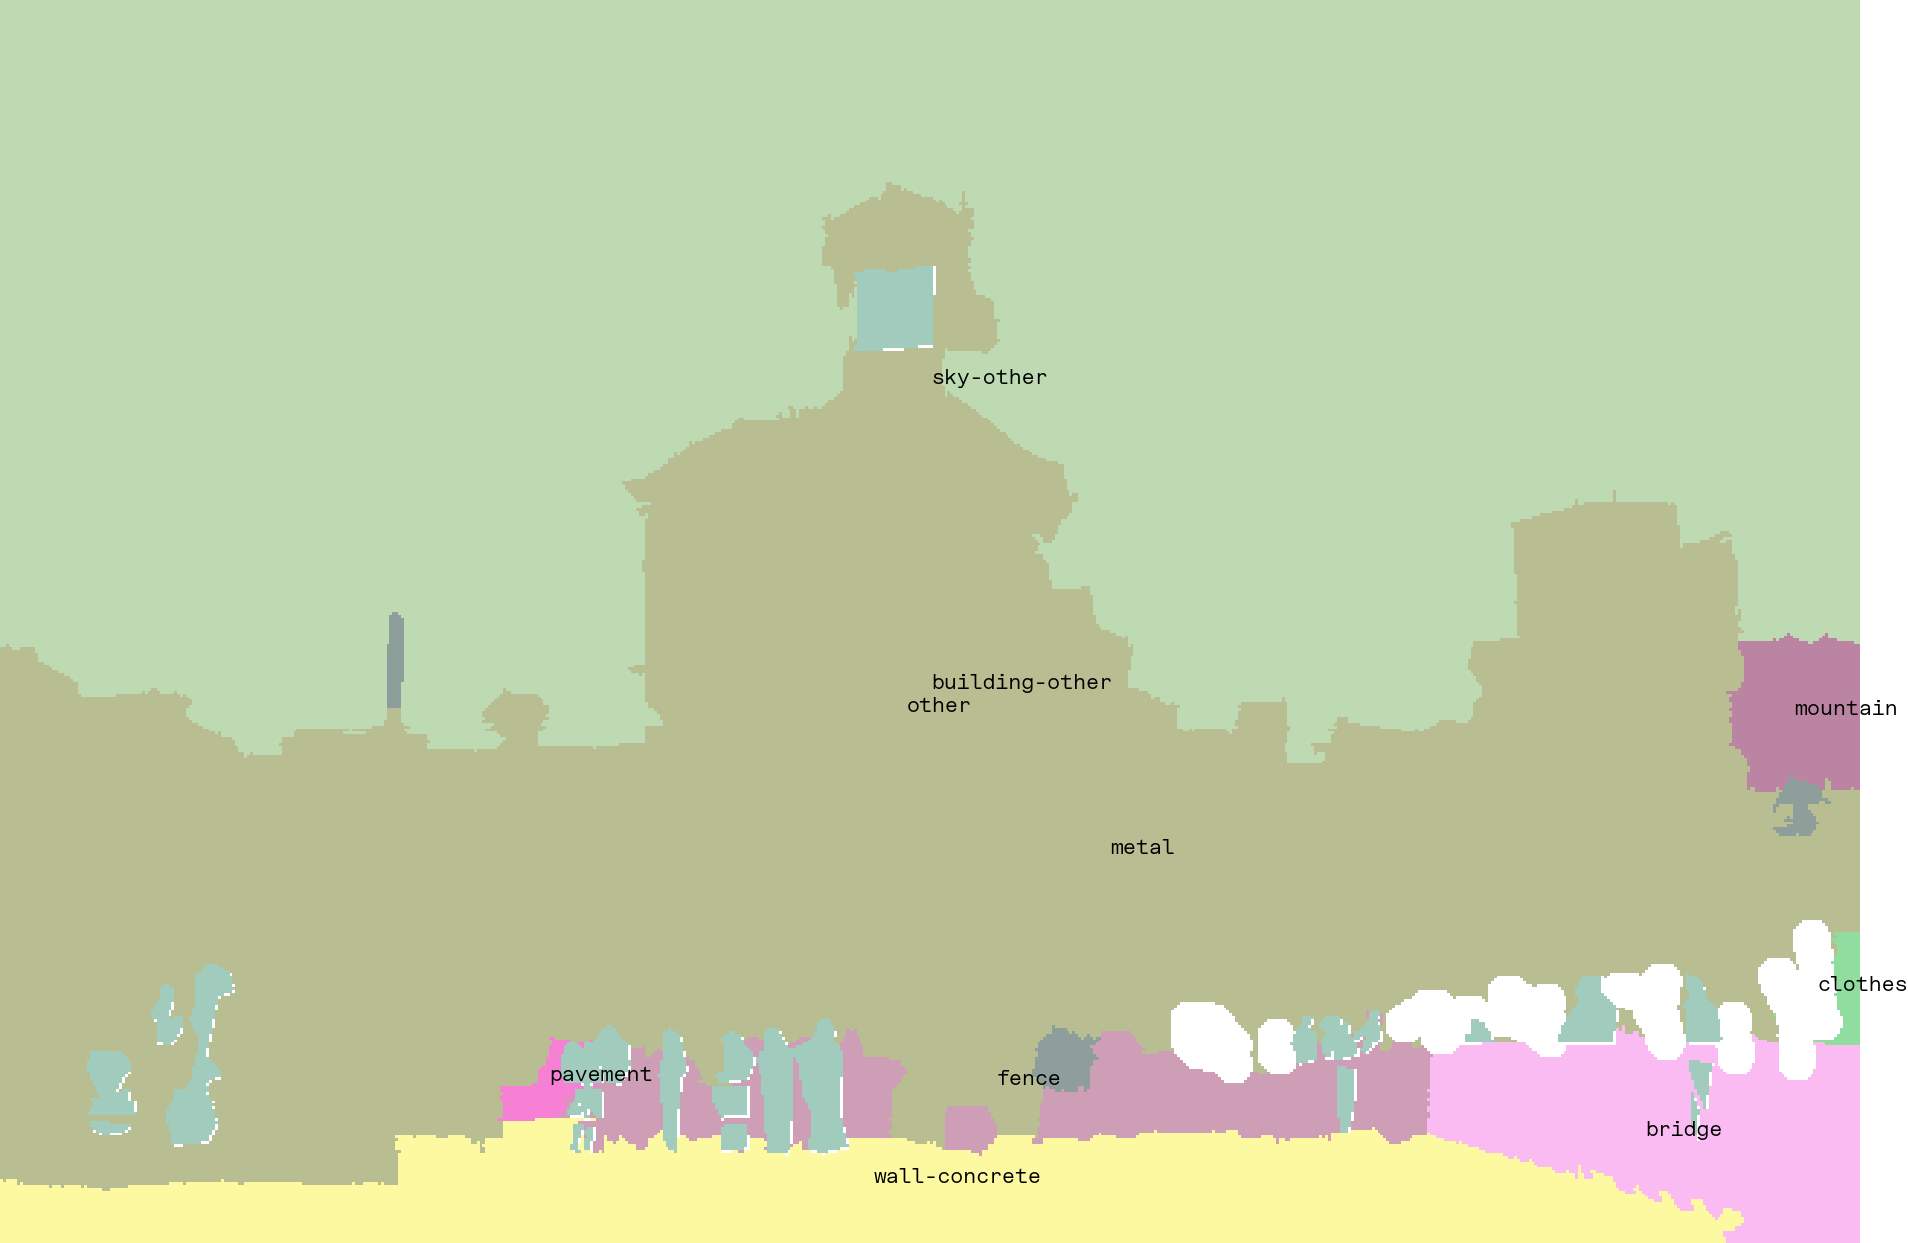 sky-other
building-other
other
mountain
metal
clothes
pavement
fence
bridge
wall-concrete